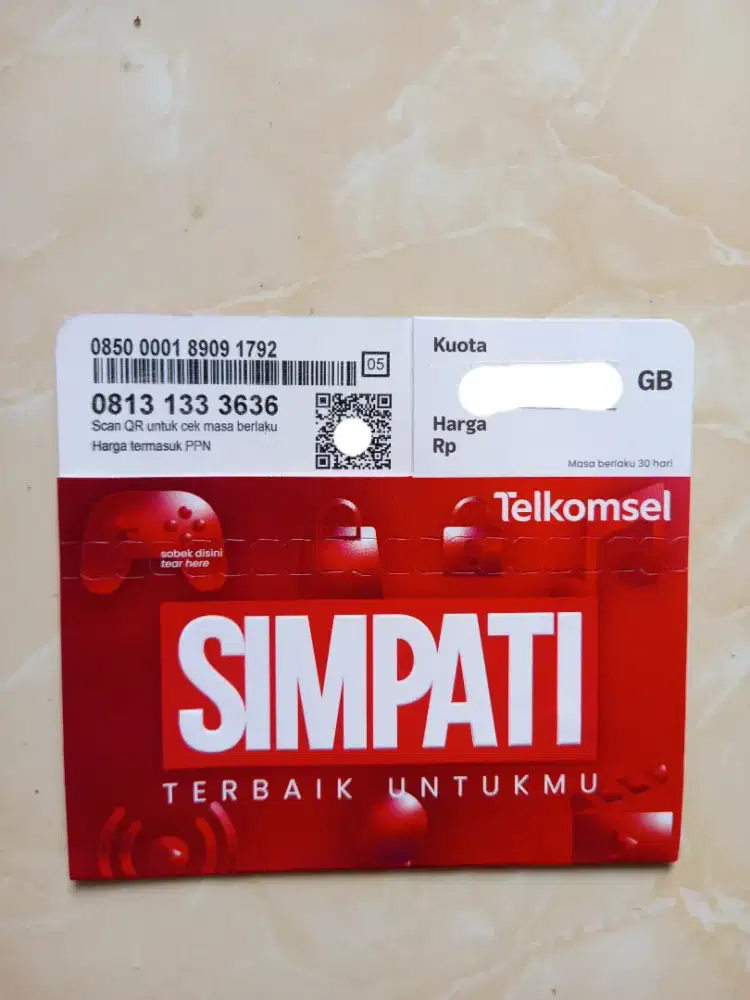 0850 0001 8909 1792
05
0813 133 3636
Scan QR untuk cek masa berlaku
Harga termasuk PPN
Kuota
GB
Harga
Rp
Masa berlaku 30 hari
Telkomsel
sobek disini
tear here
SIMPATI
TERBAIK UNTUKMU